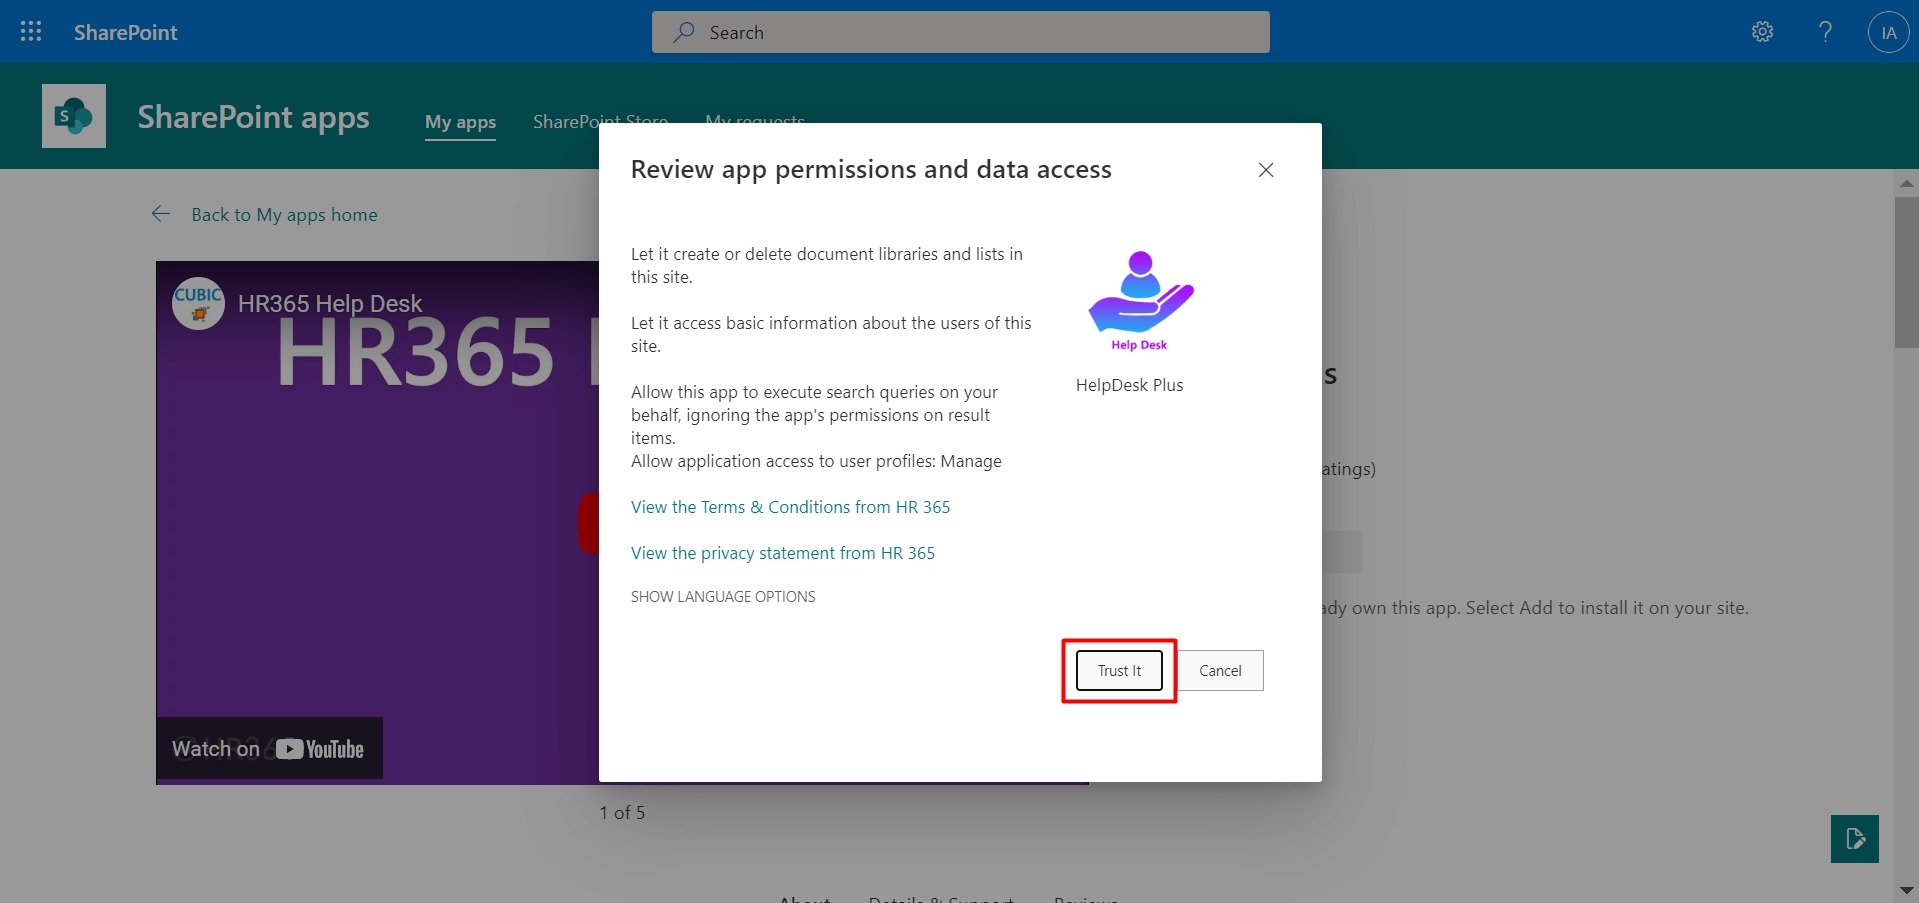 SharePoint
Search
IA
SharePoint apps
My apps
SharePoint Store
My requests
Review app permissions and data access
Back to My apps home
Let it create or delete document libraries and lists in
this site.
Let it access basic information about the users of this
site.
Allow this app to execute search queries on your
behalf, ignoring the app's permissions on result
items.
Allow application access to user profiles: Manage
View the Terms & Conditions from HR 365
View the privacy statement from HR 365
SHOW LANGUAGE OPTIONS
Help Desk
HelpDesk Plus
Trust It
Cancel
CUBIC
HR365 Help Desk
HR365
Watch on YouTube
1 of 5
own this app. Select Add to install it on your site.
About
Details & Support
Reviews